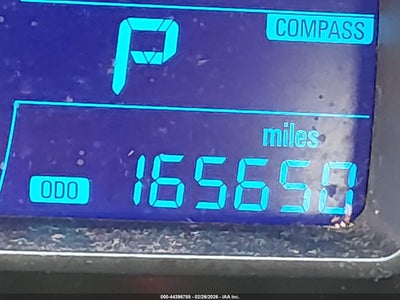 COMPASS
P
miles
ODO 165650
000-44396788 - 02/26/2026 - IAA Inc.